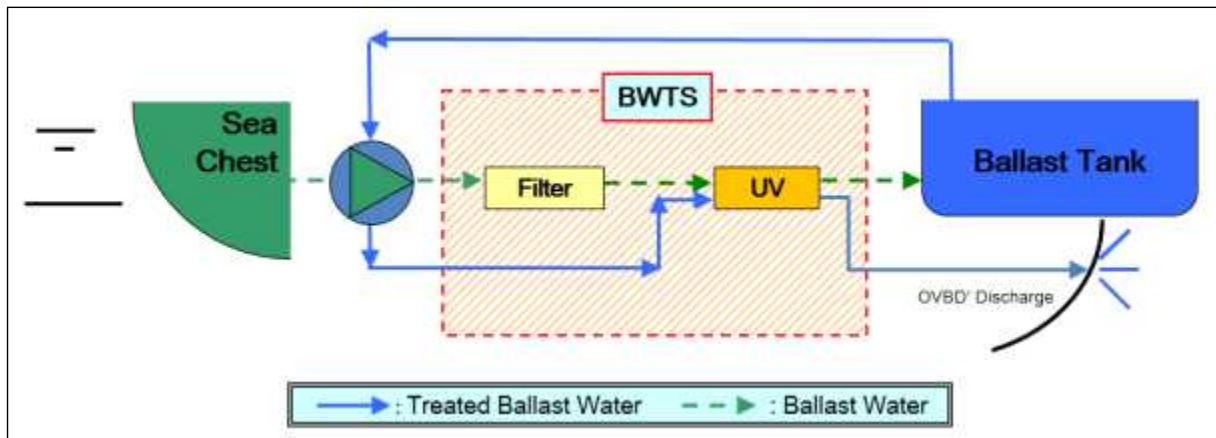 BWTS
Sea
Chest
Filter
UV
Ballast Tank
OVBD' Discharge
: Treated Ballast Water
: Ballast Water